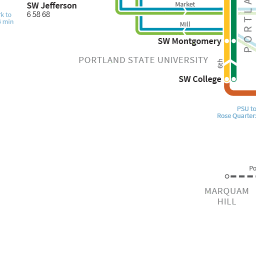 SW Jefferson
6 58 68
k to
min
Market
Mill
SW Montgomery
PORTLAND STATE UNIVERSITY
6th
SW College
PORTLA
PSU to
Rose Quarter
Po
MARQUAM
HILL